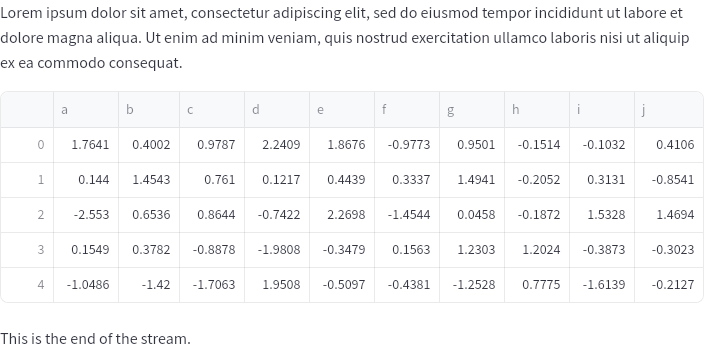 Lorem ipsum dolor sit amet, consectetur adipiscing elit, sed do eiusmod tempor incididunt ut labore et
dolore magna aliqua. Ut enim ad minim veniam, quis nostrud exercitation ullamco laboris nisi ut aliquip
ex ea commodo consequat.
a b c d e f g h i j
0 1.7641 0.4002 0.9787 2.2409 1.8676 -0.9773 0.9501 -0.1514 -0.1032 0.4106
1 0.144 1.4543 0.761 0.1217 0.4439 0.3337 1.4941 -0.2052 0.3131 -0.8541
2 -2.553 0.6536 0.8644 -0.7422 2.2698 -1.4544 0.0458 -0.1872 1.5328 1.4694
3 0.1549 0.3782 -0.8878 -1.9808 -0.3479 0.1563 1.2303 1.2024 -0.3873 -0.3023
4 -1.0486 -1.42 -1.7063 1.9508 -0.5097 -0.4381 -1.2528 0.7775 -1.6139 -0.2127
This is the end of the stream.